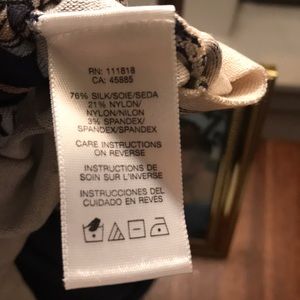 RN: 111818
CA: 45885
76% SILK/SOIE/SEDA
21% NYLON/
NYLON/NILON
3% SPANDEX/
SPANDEX/SPANDEX
CARE INSTRUCTIONS
ON REVERSE
INSTRUCTIONS DE
SOIN SUR L'INVERSE
INSTRUCCIONES DEL
CUIDADO EN REVES